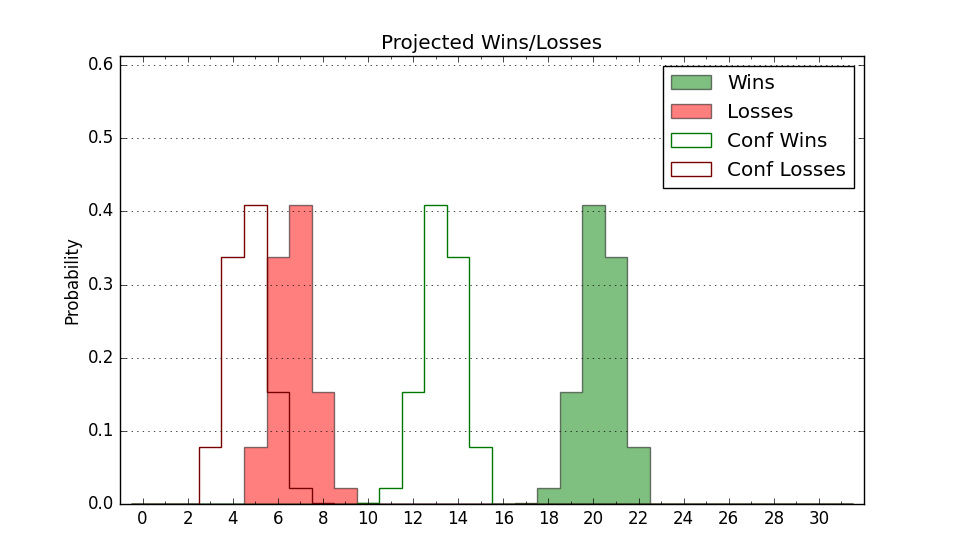 Projected Wins/Losses
0.6
0.5
0.4
0.3
0.2
0.1
0.0
Probability
Wins
Losses
Conf Wins
Conf Losses
0 2 4 6 8 10 12 14 16 18 20 22 24 26 28 30